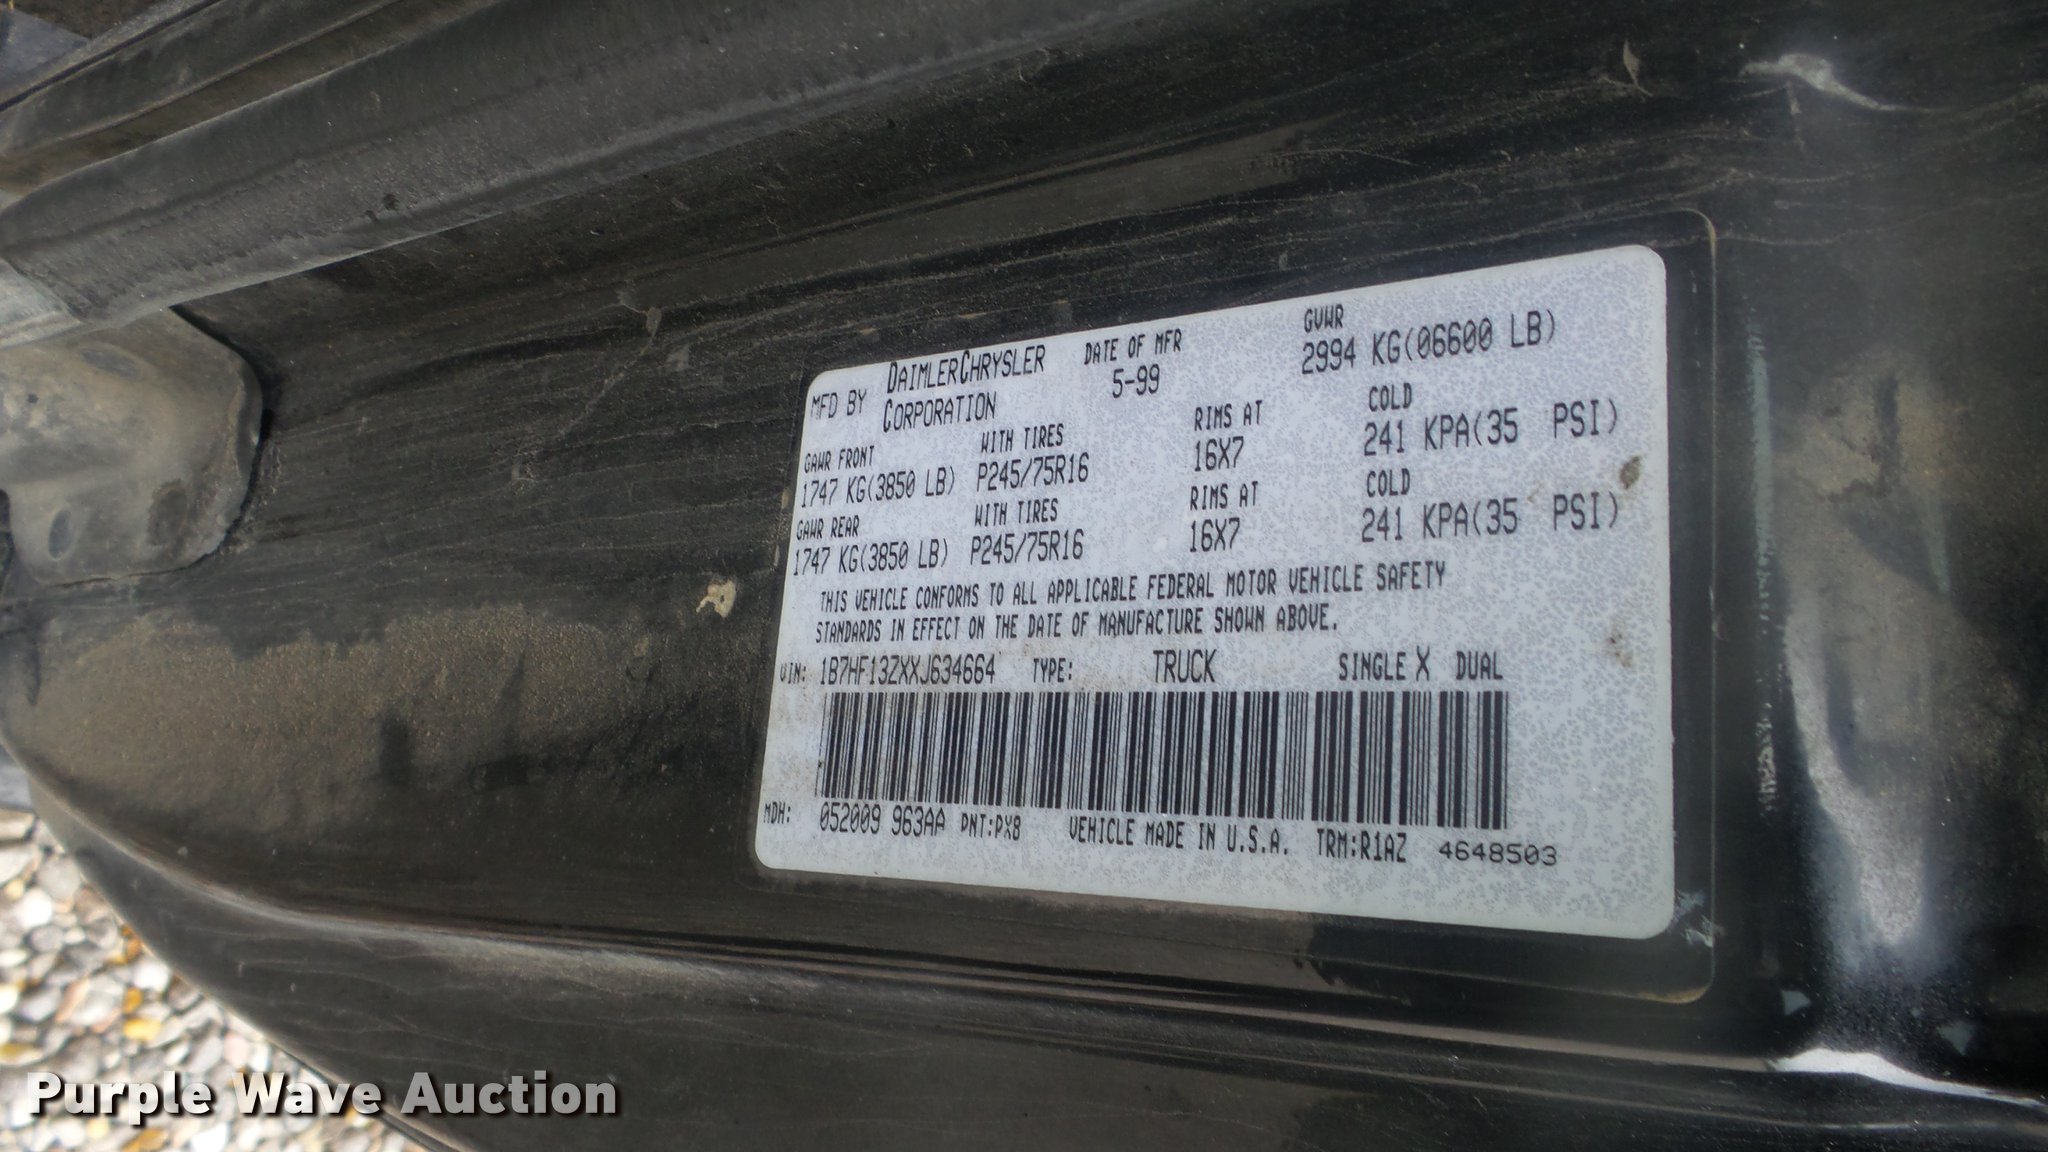 MFD BY DAIMLERCHRYSLER CORPORATION DATE OF MFR 5-99 GVWR 2994 KG(06600 LB)
GAWR FRONT WITH TIRES RIMS AT COLD
1747 KG(3850 LB) P245/75R16 16X7 241 KPA(35 PSI)
GAWR REAR WITH TIRES RIMS AT COLD
1747 KG(3850 LB) P245/75R16 16X7 241 KPA(35 PSI)
THIS VEHICLE CONFORMS TO ALL APPLICABLE FEDERAL MOTOR VEHICLE SAFETY
STANDARDS IN EFFECT ON THE DATE OF MANUFACTURE SHOWN ABOVE.
VIN: 1B7HF13ZXXJ634664 TYPE: TRUCK SINGLE X DUAL
MDH: 052009 963AA PNT:PX8 VEHICLE MADE IN U.S.A. TRM:R1AZ 4648503
Purple Wave Auction